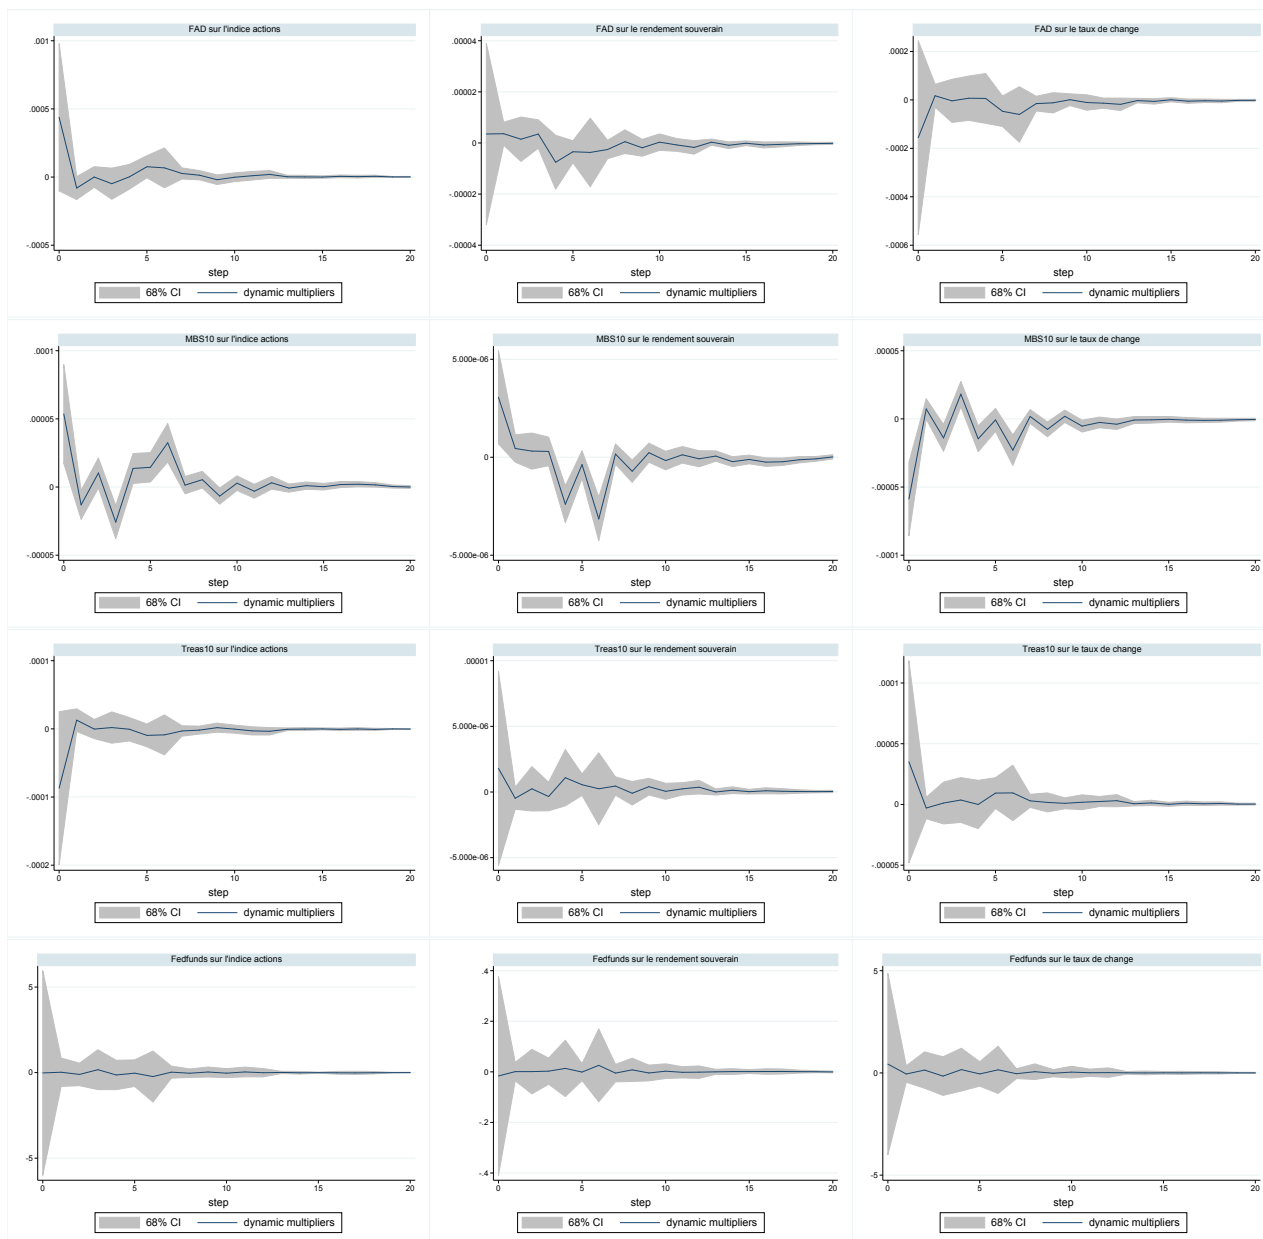 FAD sur l'indice actions
.001
.0005
0
-.0005
0 5 10 15 20
step
68% CI dynamic multipliers
FAD sur le rendement souverain
.00004
.00002
0
-.00002
-.00004
0 5 10 15 20
step
68% CI dynamic multipliers
FAD sur le taux de change
.0002
0
-.0002
-.0004
-.0006
0 5 10 15 20
step
68% CI dynamic multipliers
MBS10 sur l'indice actions
.0001
.00005
0
-.00005
0 5 10 15 20
step
68% CI dynamic multipliers
MBS10 sur le rendement souverain
5.000e-06
0
-5.000e-06
0 5 10 15 20
step
68% CI dynamic multipliers
MBS10 sur le taux de change
.00005
0
-.00005
-.0001
0 5 10 15 20
step
68% CI dynamic multipliers
Treas10 sur l'indice actions
.0001
0
-.0001
-.0002
0 5 10 15 20
step
68% CI dynamic multipliers
Treas10 sur le rendement souverain
.00001
5.000e-06
0
-5.000e-06
0 5 10 15 20
step
68% CI dynamic multipliers
Treas10 sur le taux de change
.0001
.00005
0
-.00005
0 5 10 15 20
step
68% CI dynamic multipliers
Fedfunds sur l'indice actions
5
0
-5
0 5 10 15 20
step
68% CI dynamic multipliers
Fedfunds sur le rendement souverain
.4
.2
0
-.2
-.4
0 5 10 15 20
step
68% CI dynamic multipliers
Fedfunds sur le taux de change
5
0
-5
0 5 10 15 20
step
68% CI dynamic multipliers